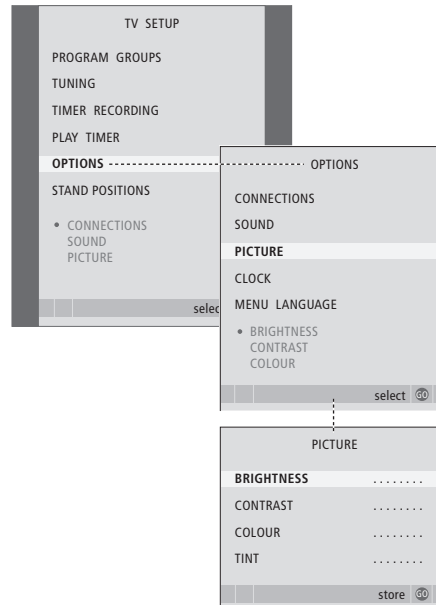 TV SETUP
PROGRAM GROUPS
TUNING
TIMER RECORDING
PLAY TIMER
OPTIONS
STAND POSITIONS
• CONNECTIONS
SOUND
PICTURE
selec
OPTIONS
CONNECTIONS
SOUND
PICTURE
CLOCK
MENU LANGUAGE
• BRIGHTNESS
CONTRAST
COLOUR
select GO
PICTURE
BRIGHTNESS ........
CONTRAST ........
COLOUR ........
TINT ........
store GO